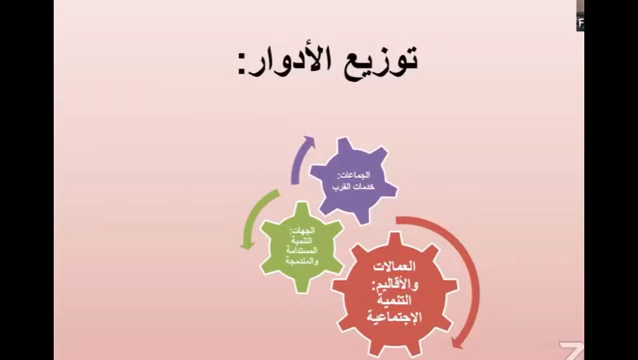 توزيع الأدوار:
الجماعات:
خدمات القرب
الجهات:
التنمية
المستدامة
والمندمجة
العمالات
والأقاليم:
التنمية
الإجتماعية
F